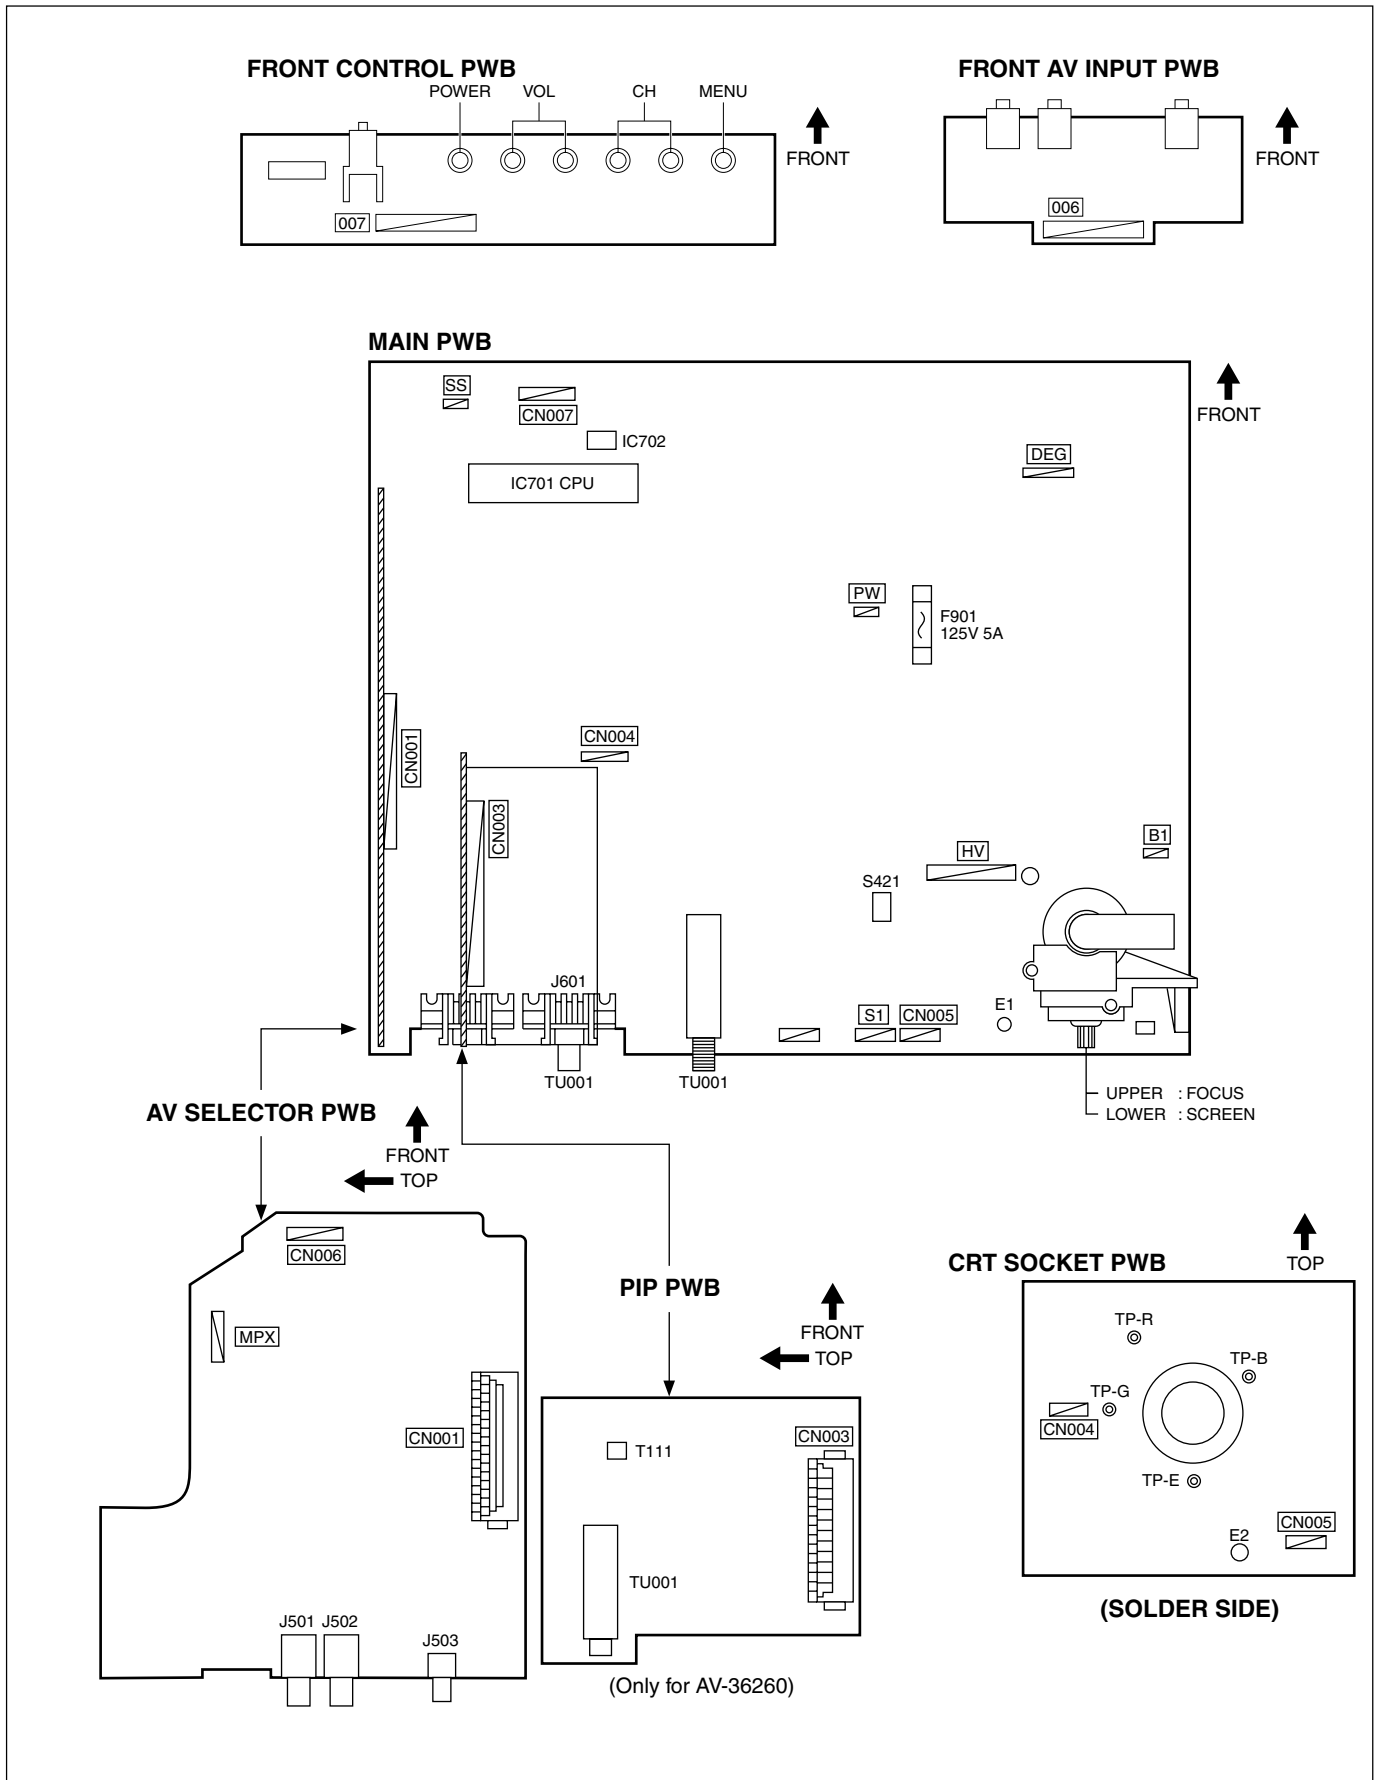 FRONT CONTROL PWB
POWER VOL CH MENU
FRONT
007
FRONT AV INPUT PWB
FRONT
006
MAIN PWB
FRONT
SS
CN007
IC702
IC701 CPU
DEG
PW
F901
125V 5A
CN001
CN004
CN003
B1
HV
S421
J601
E1
S1 CN005
TU001
TU001
UPPER : FOCUS
LOWER : SCREEN
AV SELECTOR PWB
FRONT
TOP
CN006
MPX
CN001
J501 J502
J503
PIP PWB
FRONT
TOP
CN003
T111
TU001
(Only for AV-36260)
CRT SOCKET PWB
TOP
TP-R
TP-B
TP-G
CN004
TP-E
CN005
E2
(SOLDER SIDE)